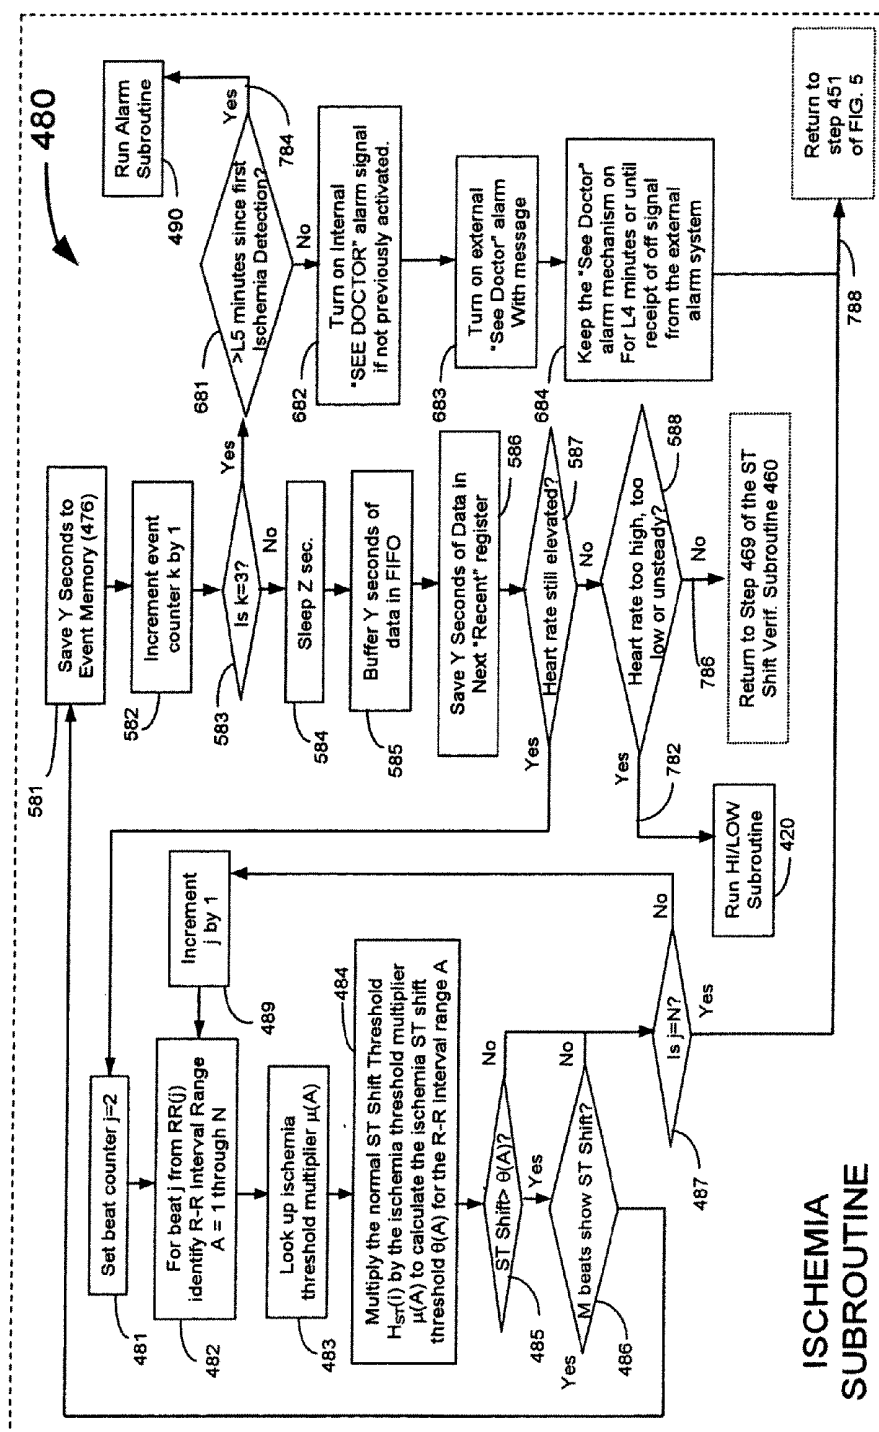 480
481
Set beat counter j=2
482
For beat j from RR(j)
identify R-R Interval Range
A = 1 through N
489
Increment
j by 1
483
Look up ischemia
threshold multiplier μ(A)
484
Multiply the normal ST Shift Threshold
HST(i) by the ischemia threshold multiplier
μ(A) to calculate the ischemia ST shift
threshold θ(A) for the R-R Interval range A
485
ST Shift> θ(A)?
No
Yes
486
M beats show ST Shift?
No
Yes
487
Is j=N?
No
Yes
581
Save Y Seconds to
Event Memory (476)
582
Increment event
counter k by 1
583
Is k=3?
Yes
No
584
Sleep Z sec.
585
Buffer Y seconds of
data in FIFO
586
Save Y Seconds of Data in
Next "Recent" register
587
Heart rate still elevated?
Yes
No
588
Heart rate too high, too
low or unsteady?
Yes
No
782
786
Run HI/LOW
Subroutine
420
Return to Step 469 of the ST
Shift Verif. Subroutine 460
490
Run Alarm
Subroutine
681
>L5 minutes since first
Ischemia Detection?
Yes
784
No
682
Turn on Internal
"SEE DOCTOR" alarm signal
if not previously activated.
683
Turn on external
"See Doctor" alarm
With message
684
Keep the "See Doctor"
alarm mechanism on
For L4 minutes or until
receipt of off signal
from the external
alarm system
788
Return to
step 451
of FIG. 5
ISCHEMIA
SUBROUTINE